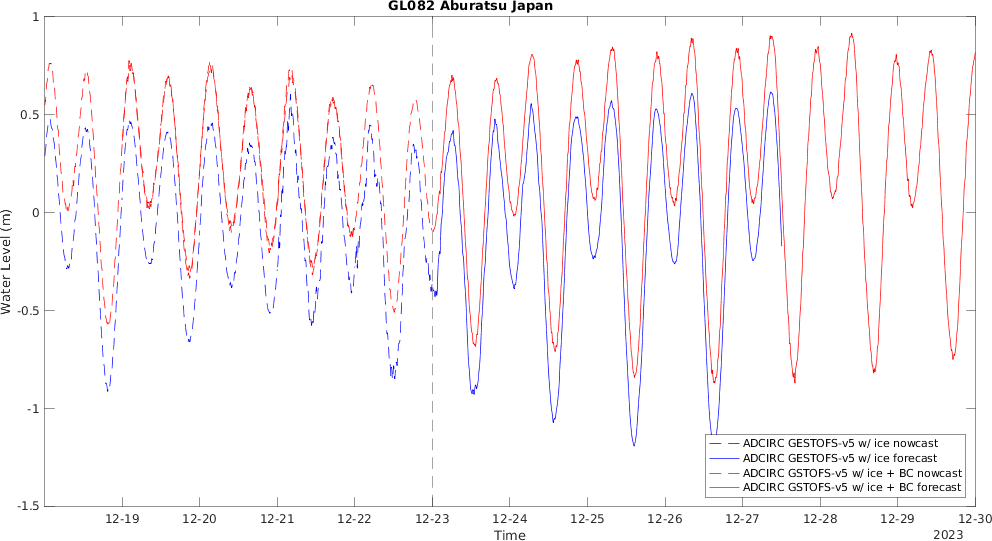 GL082 Aburatsu Japan
1
0.5
0
-0.5
-1
-1.5
Water Level (m)
ADCIRC GESTOFS-v5 w/ ice nowcast
ADCIRC GESTOFS-v5 w/ ice forecast
ADCIRC GSTOFS-v5 w/ ice + BC nowcast
ADCIRC GSTOFS-v5 w/ ice + BC forecast
12-19 12-20 12-21 12-22 12-23 12-24 12-25 12-26 12-27 12-28 12-29 12-30
Time
2023